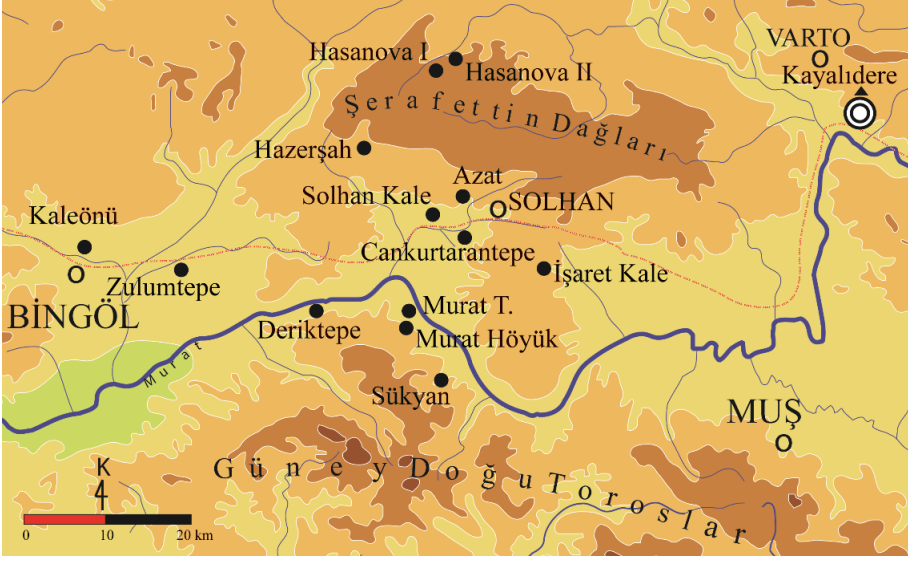 VARTO
Hasanova I
Hasanova II
Kayalıdere
Şerafettin Dağları
Hazerşah
Azat
Solhan Kale
SOLHAN
Kaleönü
Cankurtarantepe
İşaret Kale
Zulumtepe
BİNGÖL
Murat T.
Deriktepe
Murat Höyük
Murat
Sükyan
MUŞ
Güney Doğu Toroslar
K
0 10 20 km